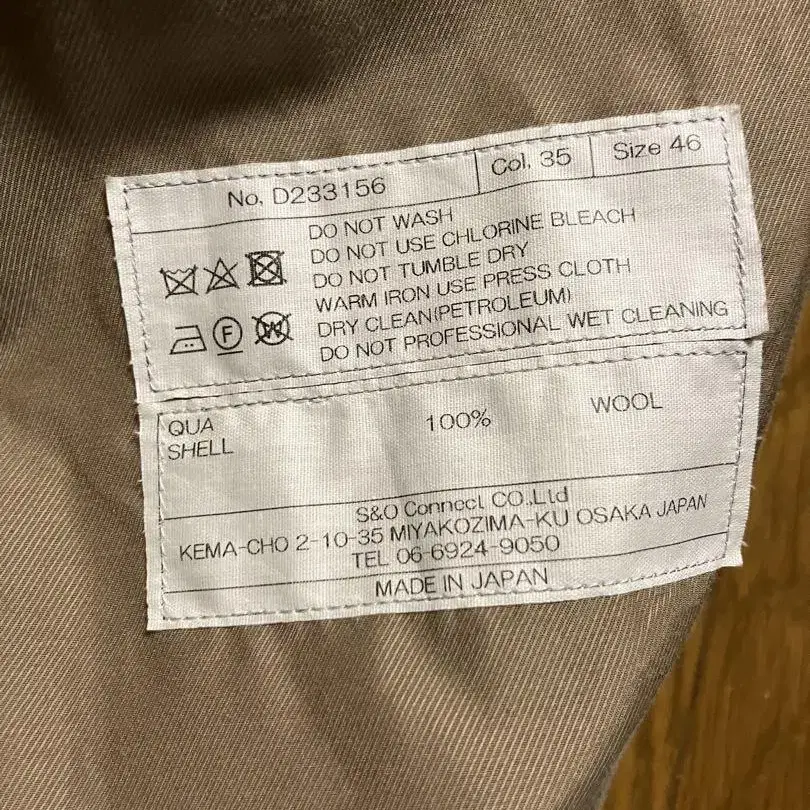 No. D233156 Col. 35 Size 46
DO NOT WASH
DO NOT USE CHLORINE BLEACH
DO NOT TUMBLE DRY
WARM IRON USE PRESS CLOTH
DRY CLEAN(PETROLEUM)
DO NOT PROFESSIONAL WET CLEANING
F W
QUA
SHELL 100% WOOL
S&O Connect CO.,Ltd
KEMA-CHO 2-10-35 MIYAKOZIMA-KU OSAKA JAPAN
TEL 06-6924-9050
MADE IN JAPAN